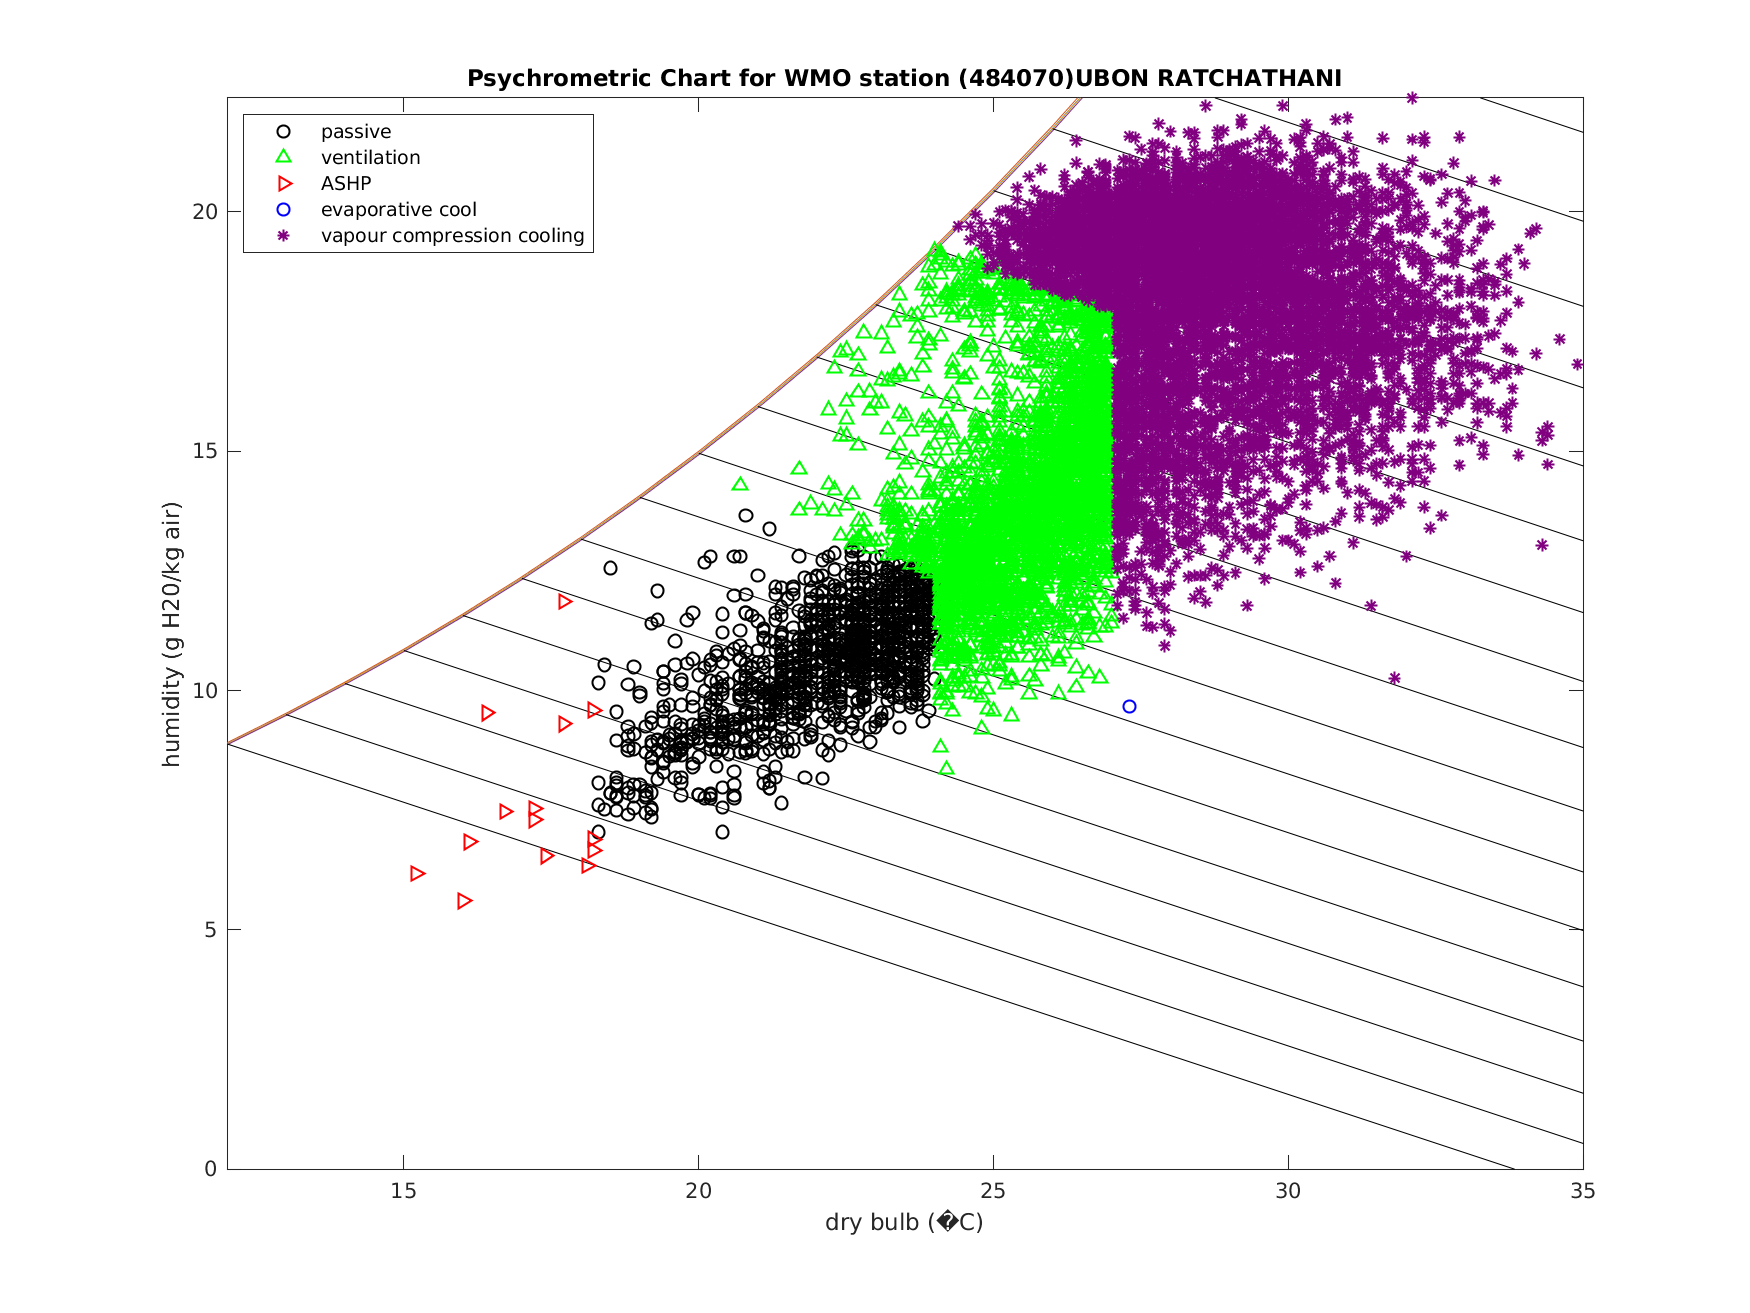 Psychrometric Chart for WMO station (484070)UBON RATCHATHANI
passive
ventilation
ASHP
evaporative cool
vapour compression cooling
humidity (g H20/kg air)
20
15
10
5
0
15
20
25
30
35
dry bulb (�C)